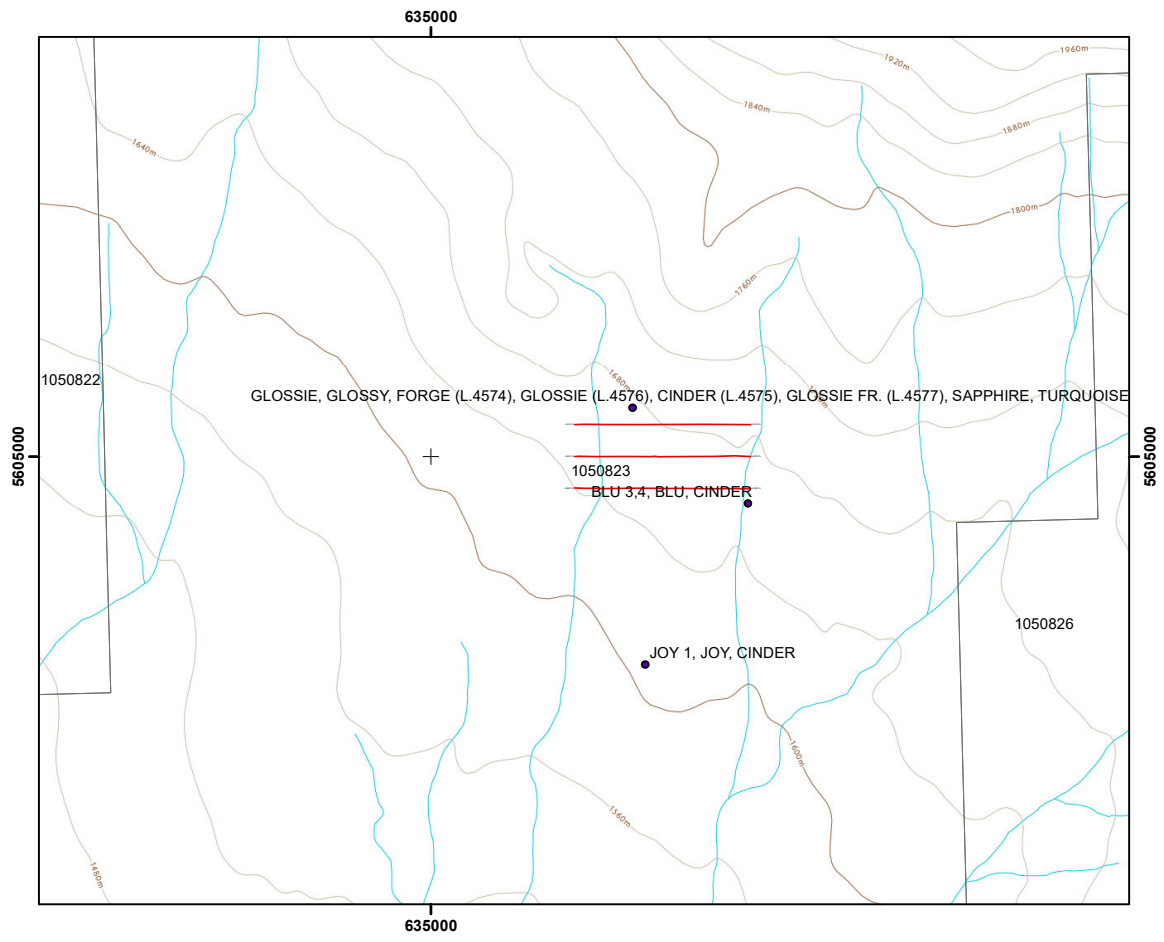 635000
1960m
1920m
1840m
1880m
1640m
1800m
1760m
1680m
1050822
GLOSSIE, GLOSSY, FORGE (L.4574), GLOSSIE (L.4576), CINDER (L.4575), GLOSSIE FR. (L.4577), SAPPHIRE, TURQUOISE
5605000
5605000
1050823
BLU 3,4, BLU, CINDER
1050826
JOY 1, JOY, CINDER
1600m
1560m
1480m
635000